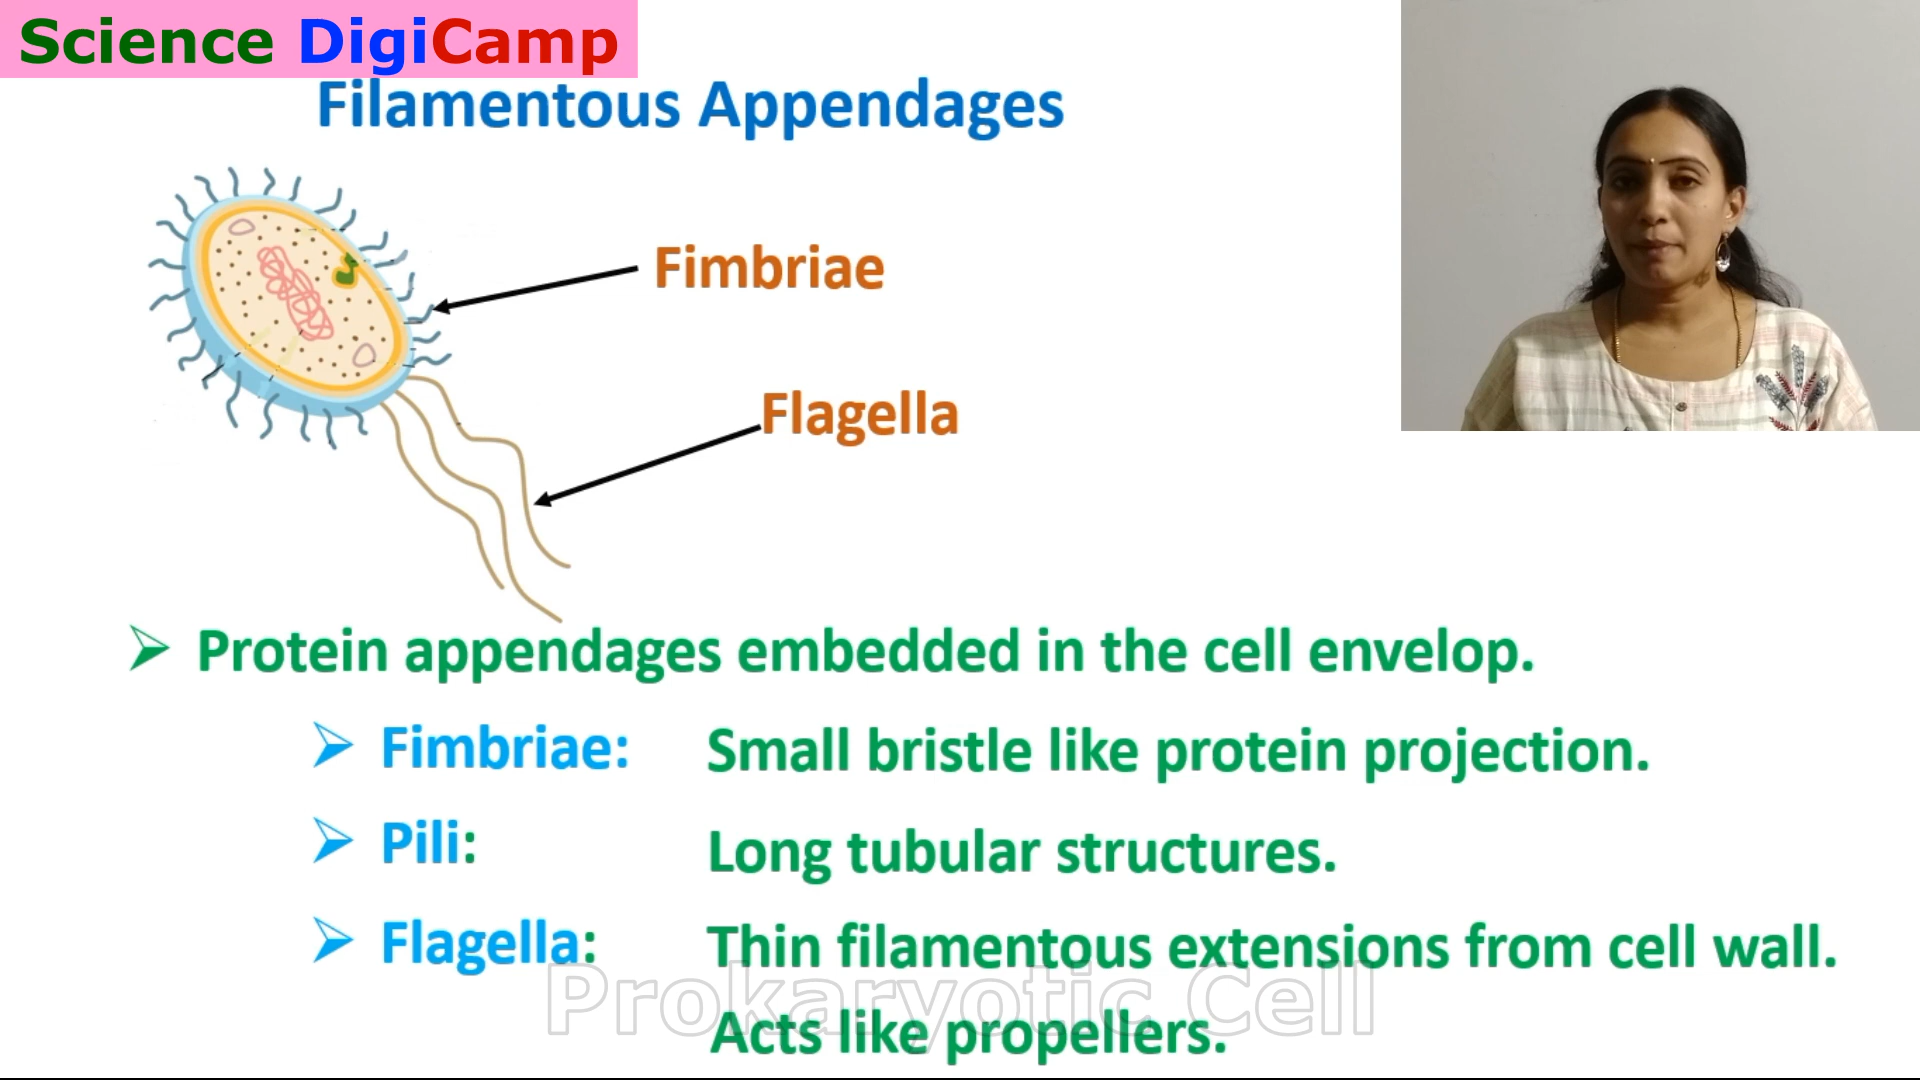 Science DigiCamp
Filamentous Appendages
Fimbriae
Flagella
Protein appendages embedded in the cell envelop.
Fimbriae: Small bristle like protein projection.
Pili: Long tubular structures.
Flagella: Thin filamentous extensions from cell wall.
Prokaryotic Cell
Acts like propellers.